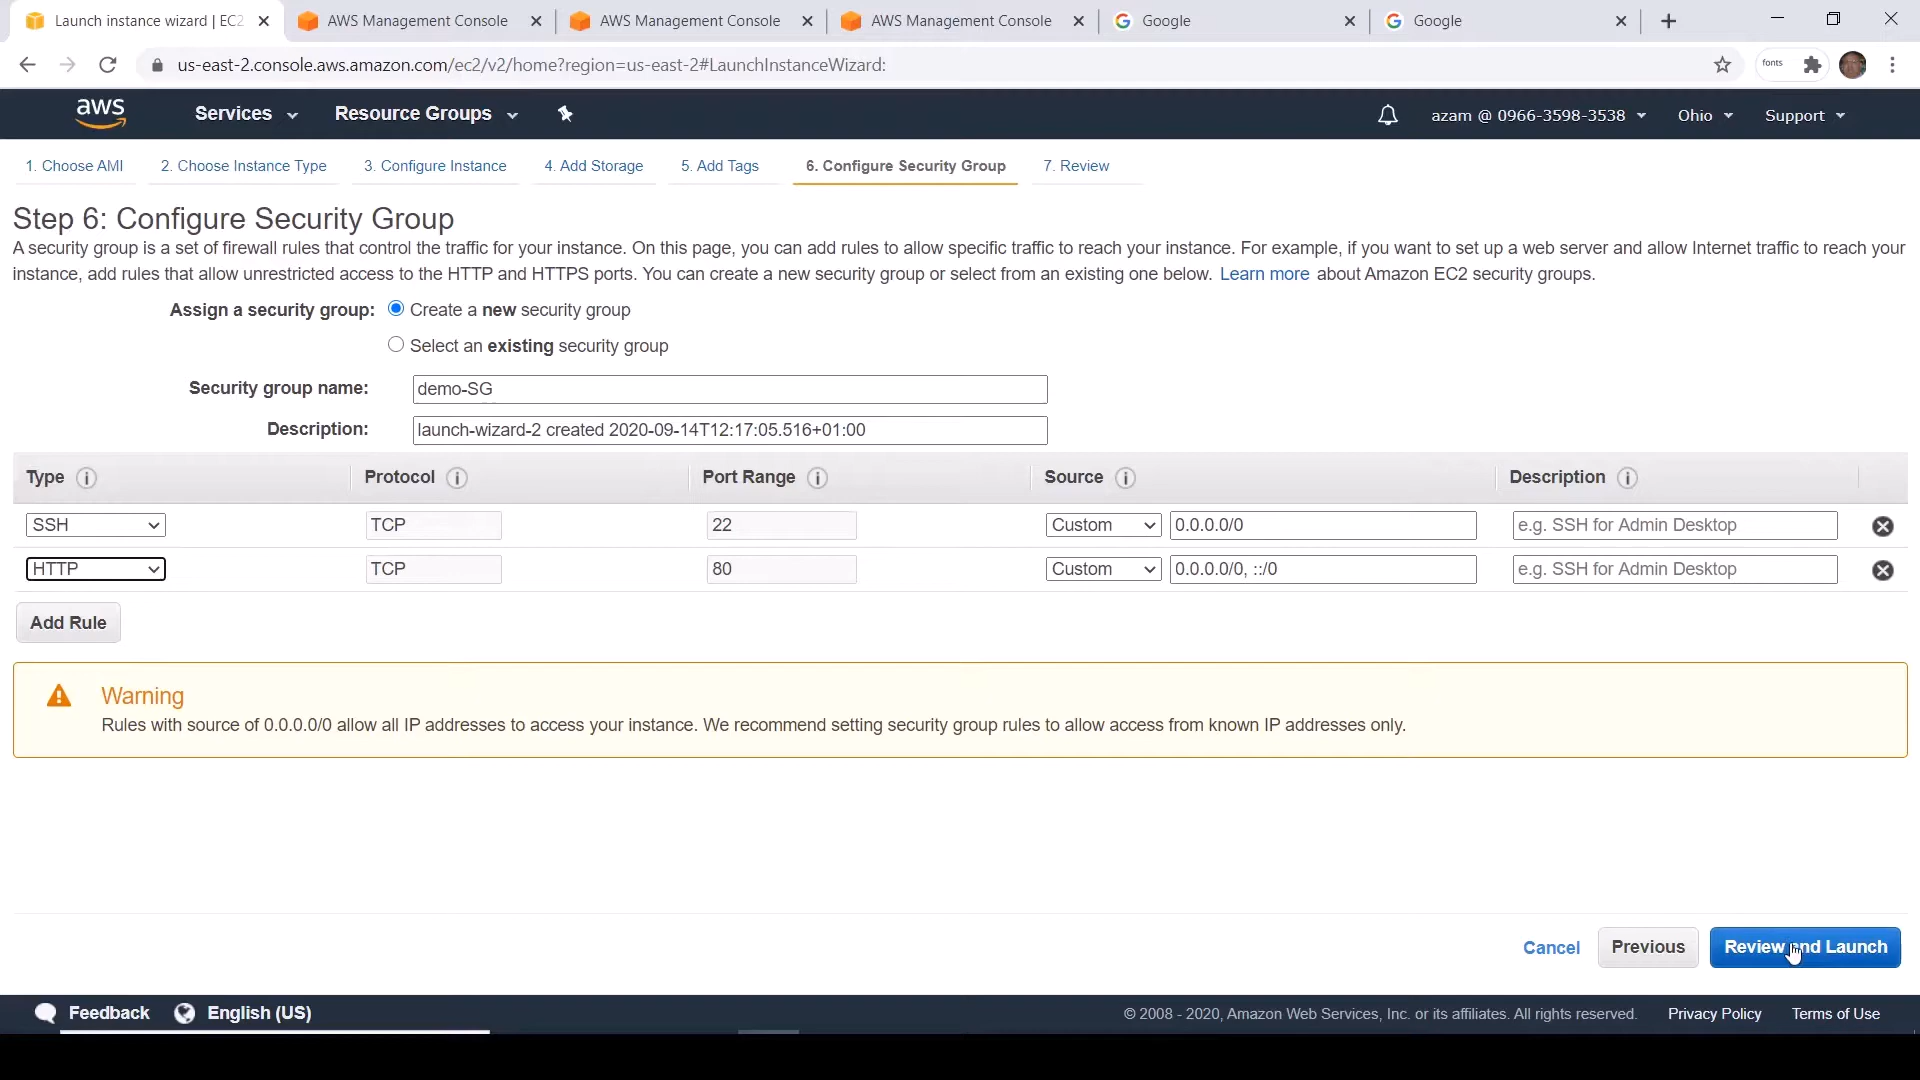 Launch instance wizard | EC2
AWS Management Console
AWS Management Console
AWS Management Console
Google
Google
us-east-2.console.aws.amazon.com/ec2/v2/home?region=us-east-2#LaunchInstanceWizard:
fonts
aws
Services
Resource Groups
azam @ 0966-3598-3538
Ohio
Support
1. Choose AMI
2. Choose Instance Type
3. Configure Instance
4. Add Storage
5. Add Tags
6. Configure Security Group
7. Review
Step 6: Configure Security Group
A security group is a set of firewall rules that control the traffic for your instance. On this page, you can add rules to allow specific traffic to reach your instance. For example, if you want to set up a web server and allow Internet traffic to reach your
instance, add rules that allow unrestricted access to the HTTP and HTTPS ports. You can create a new security group or select from an existing one below. Learn more about Amazon EC2 security groups.
Assign a security group: Create a new security group
Select an existing security group
Security group name: demo-SG
Description: launch-wizard-2 created 2020-09-14T12:17:05.516+01:00
Type i Protocol i Port Range i Source i Description i
SSH TCP 22 Custom 0.0.0.0/0 e.g. SSH for Admin Desktop
HTTP TCP 80 Custom 0.0.0.0/0, ::/0 e.g. SSH for Admin Desktop
Add Rule
Warning
Rules with source of 0.0.0.0/0 allow all IP addresses to access your instance. We recommend setting security group rules to allow access from known IP addresses only.
Cancel
Previous
Review and Launch
Feedback
English (US)
© 2008 - 2020, Amazon Web Services, Inc. or its affiliates. All rights reserved.
Privacy Policy
Terms of Use